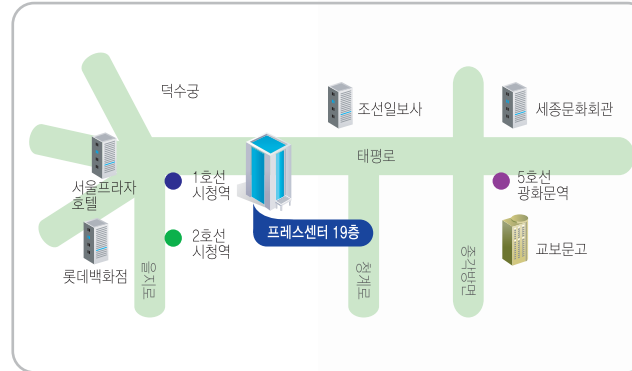 덕수궁
조선일보사
세종문화회관
태평로
서울프라자
호텔
1호선
시청역
5호선
광화문역
프레스센터 19층
2호선
시청역
교보문고
롯데백화점
을지로
청계로
종각방면